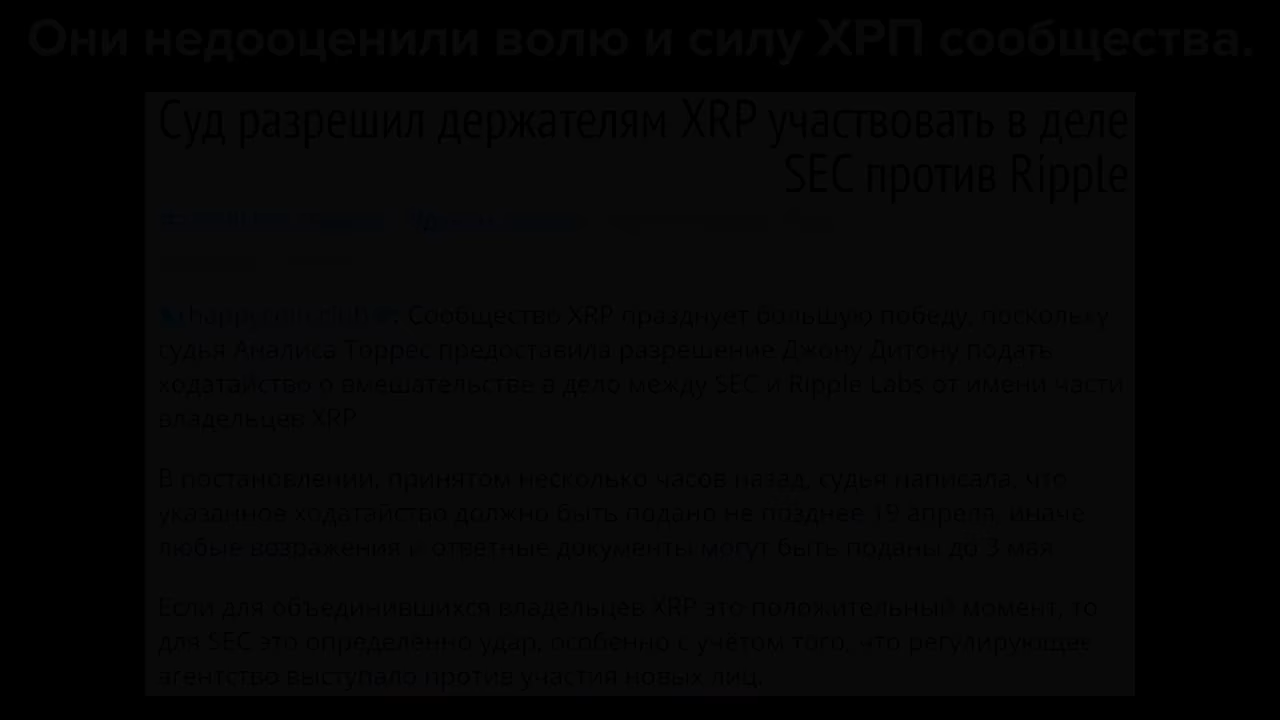 Они недооценили волю и силу ХРП сообщества.
Суд разрешил держателям XRP участвовать в деле
SEC против Ripple
Сообщество XRP празднует большую победу, поскольку
судья Аналиса Торрес предоставила разрешение Джону Дитону подать
ходатайство о вмешательстве в дело между SEC и Ripple Labs от имени части
владельцев XRP.
В постановлении, принятом несколько часов назад, судья написала, что
указанное ходатайство должно быть подано не позднее 19 апреля, иначе
любые возражения и ответные документы могут быть поданы до 3 мая.
Если для объединившихся владельцев XRP это положительный момент, то
для SEC это определённо удар, особенно с учётом того, что регулирующее
агентство выступало против участия новых лиц.